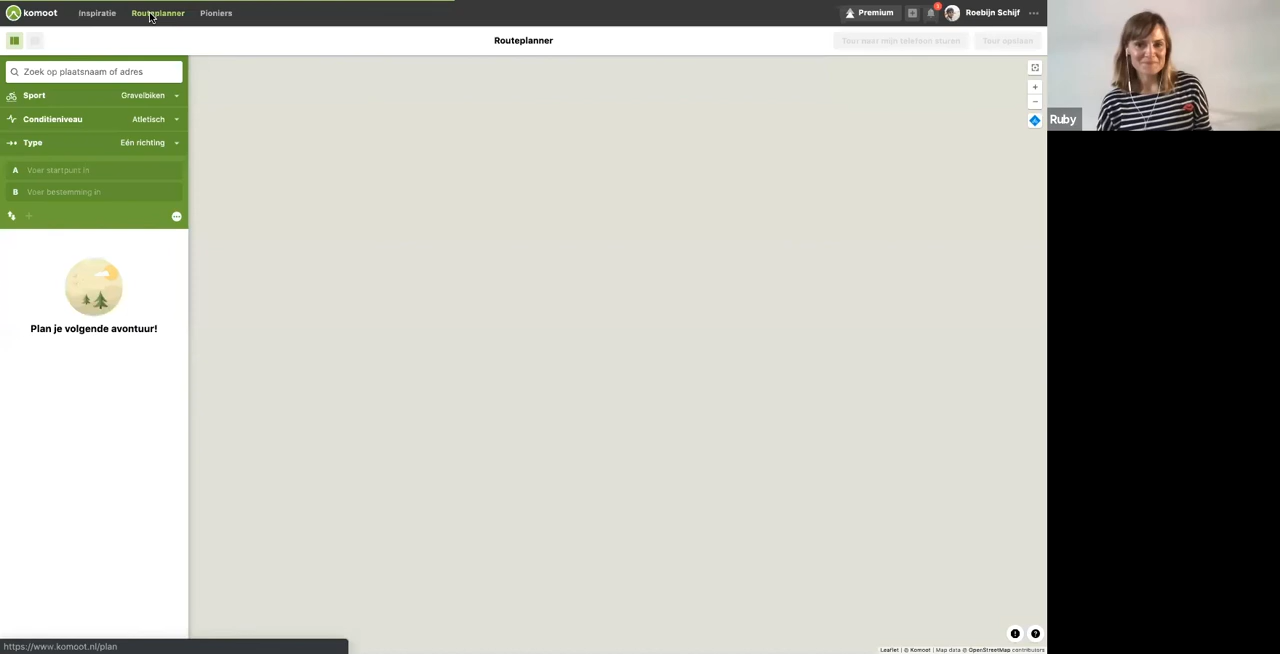 komoot Inspiratie Routeplanner Pioniers Premium Roebijn Schijf
Routeplanner Tour naar mijn telefoon sturen Tour opslaan
Zoek op plaatsnaam of adres
Sport Gravelbiken
Conditieniveau Atletisch
Type Eén richting
A Voer startpunt in
B Voer bestemming in
Plan je volgende avontuur!
Ruby
https://www.komoot.nl/plan
Leaflet | © Komoot | Map data @ OpenStreetMap contributors